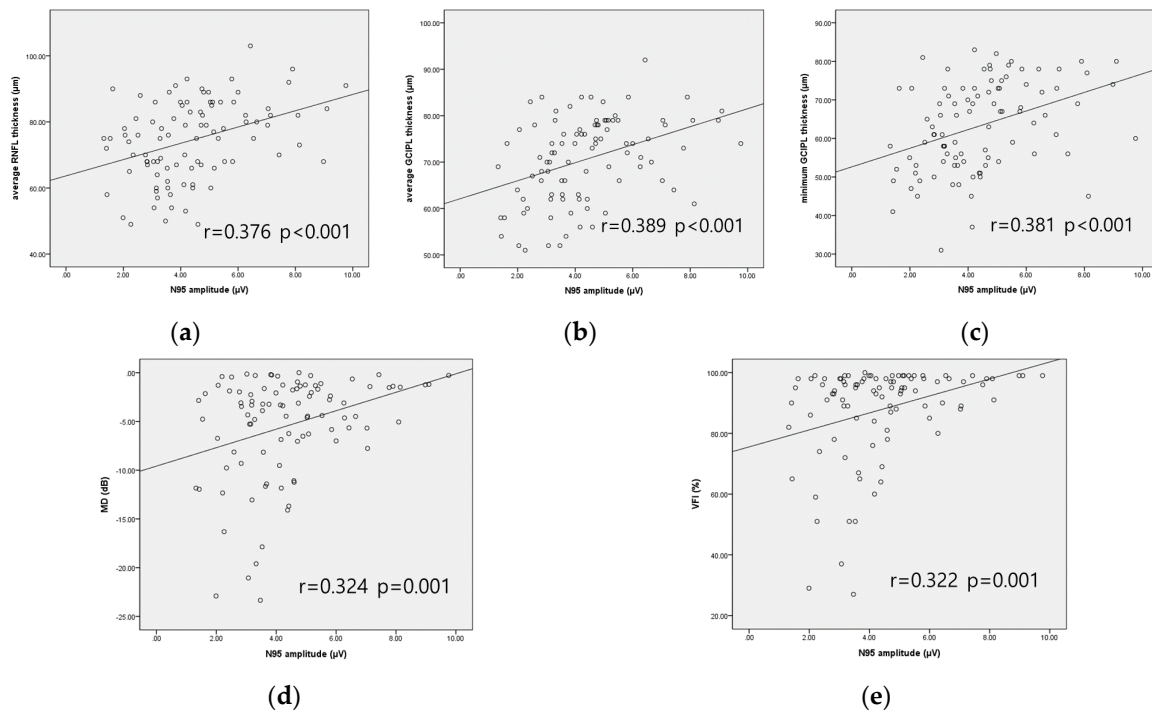 100.00
80.00
60.00
40.00
average RNFL thickness (µm)
.00 2.00 4.00 6.00 8.00 10.00
N95 amplitude (µV)
r=0.376 p<0.001
(a)
100.00
90.00
80.00
70.00
60.00
50.00
average GCIPL thickness (µm)
.00 2.00 4.00 6.00 8.00 10.00
N95 amplitude (µV)
r=0.389 p<0.001
(b)
90.00
80.00
70.00
60.00
50.00
40.00
30.00
minimum GCIPL thickness (µm)
.00 2.00 4.00 6.00 8.00 10.00
N95 amplitude (µV)
r=0.381 p<0.001
(c)
.00
-5.00
-10.00
-15.00
-20.00
-25.00
MD (dB)
.00 2.00 4.00 6.00 8.00 10.00
N95 amplitude (µV)
r=0.324 p=0.001
(d)
100.00
80.00
60.00
40.00
20.00
VFI (%)
.00 2.00 4.00 6.00 8.00 10.00
N95 amplitude (µV)
r=0.322 p=0.001
(e)